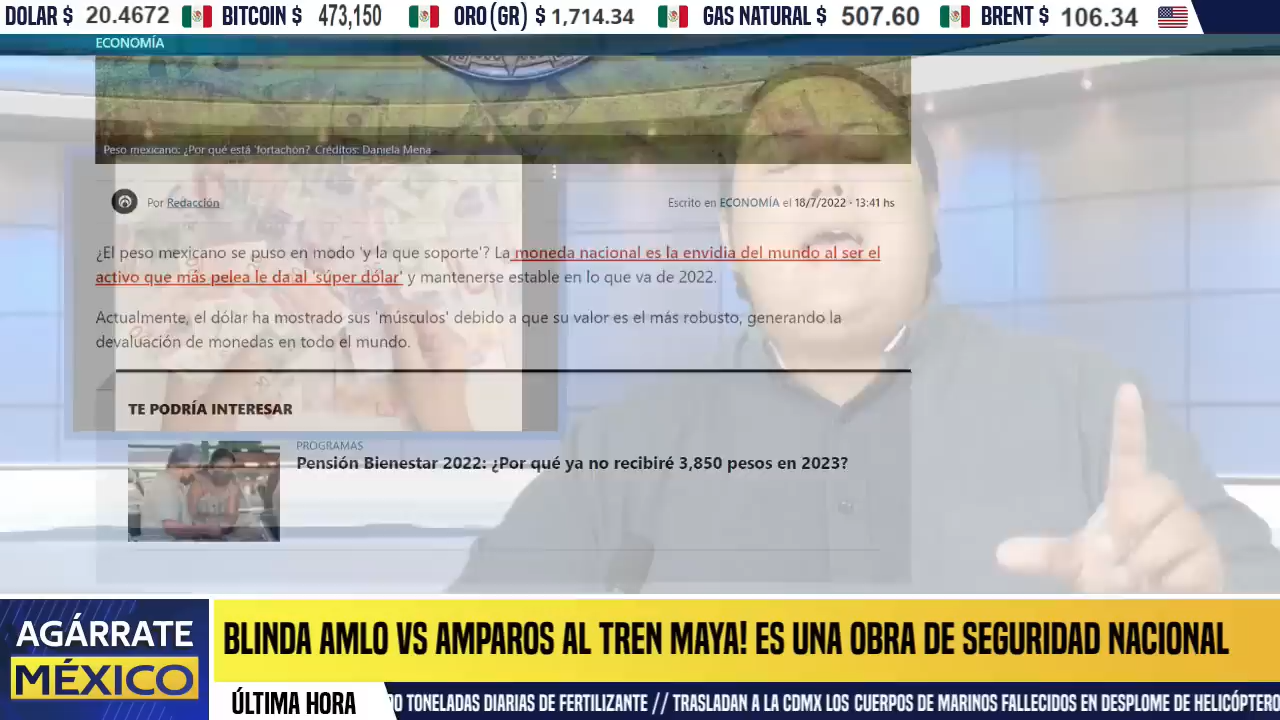 DOLAR $ 20.4672 BITCOIN $ 473,150 ORO (GR) $ 1,714.34 GAS NATURAL $ 507.60 BRENT $ 106.34
ECONOMÍA
Peso mexicano: ¿Por qué está 'fortachón? Créditos: Daniela Mena
Por Redacción Escrito en ECONOMÍA el 18/7/2022 · 13:41 hs
¿El peso mexicano se puso en modo 'y la que soporte'? La moneda nacional es la envidia del mundo al ser el
activo que más pelea le da al 'súper dólar' y mantenerse estable en lo que va de 2022.
Actualmente, el dólar ha mostrado sus 'músculos' debido a que su valor es el más robusto, generando la
devaluación de monedas en todo el mundo.
TE PODRÍA INTERESAR
PROGRAMAS
Pensión Bienestar 2022: ¿Por qué ya no recibiré 3,850 pesos en 2023?
AGÁRRATE
MÉXICO
BLINDA AMLO VS AMPAROS AL TREN MAYA! ES UNA OBRA DE SEGURIDAD NACIONAL
ÚLTIMA HORA
TONELADAS DIARIAS DE FERTILIZANTE // TRASLADAN A LA CDMX LOS CUERPOS DE MARINOS FALLECIDOS EN DESPLOME DE HELICÓPTERO